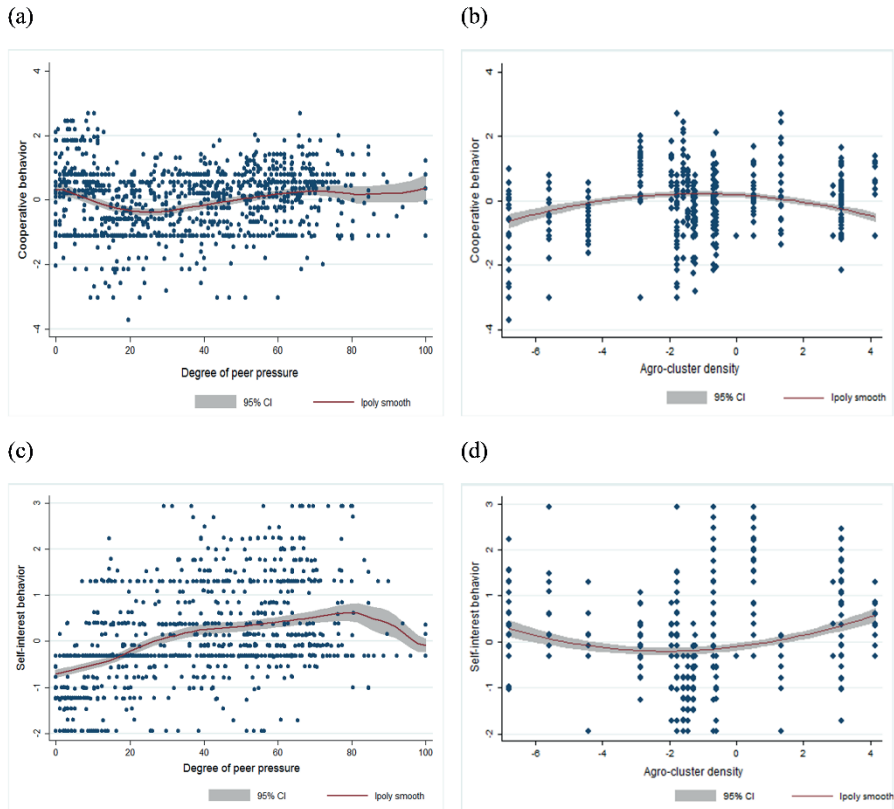 (a)
(b)
4
2
0
-2
-4
Cooperative behavior
0 20 40 60 80 100
Degree of peer pressure
95% CI lpoly smooth
4
2
0
-2
-4
Cooperative behavior
-6 -4 -2 0 2 4
Agro-cluster density
95% CI lpoly smooth
(c)
(d)
3
2
1
0
-1
-2
Self-interest behavior
0 20 40 60 80 100
Degree of peer pressure
95% CI lpoly smooth
3
2
1
0
-1
-2
Self-interest behavior
-6 -4 -2 0 2 4
Agro-cluster density
95% CI lpoly smooth